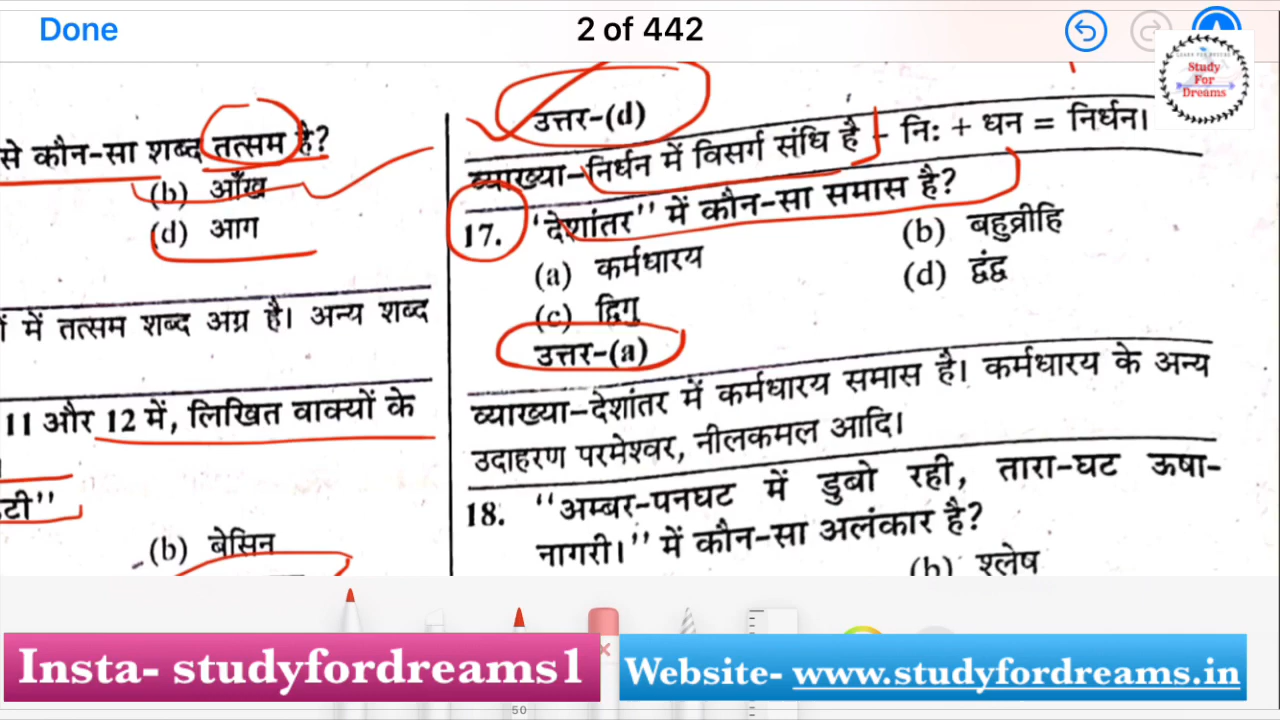 Done
2 of 442
Study
For
Dreams
से कौन-सा शब्द तत्सम है?
(b) आँख
(d) आग
में तत्सम शब्द अग्र है। अन्य शब्द
11 और 12 में, लिखित वाक्यों के
टी”
(b) बेसिन
उत्तर-(d)
व्याख्या-निर्धन में विसर्ग संधि है - निः + धन = निर्धन।
17. ‘देशांतर” में कौन-सा समास है?
(a) कर्मधारय (b) बहुव्रीहि
(c) द्विगु (d) द्वंद्व
उत्तर-(a)
व्याख्या-देशांतर में कर्मधारय समास है। कर्मधारय के अन्य
उदाहरण परमेश्वर, नीलकमल आदि।
18. “अम्बर-पनघट में डुबो रही, तारा-घट ऊषा-
नागरी।” में कौन-सा अलंकार है?
(b) श्लेष
50
Insta- studyfordreams1
Website- www.studyfordreams.in